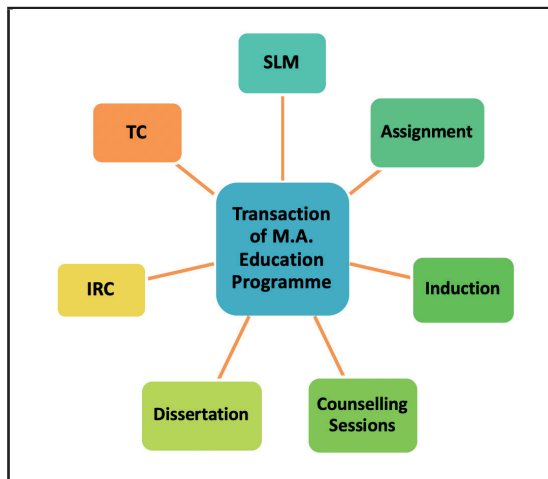 SLM
TC
Assignment
Transaction
of M.A.
Education
Programme
IRC
Induction
Dissertation
Counselling
Sessions